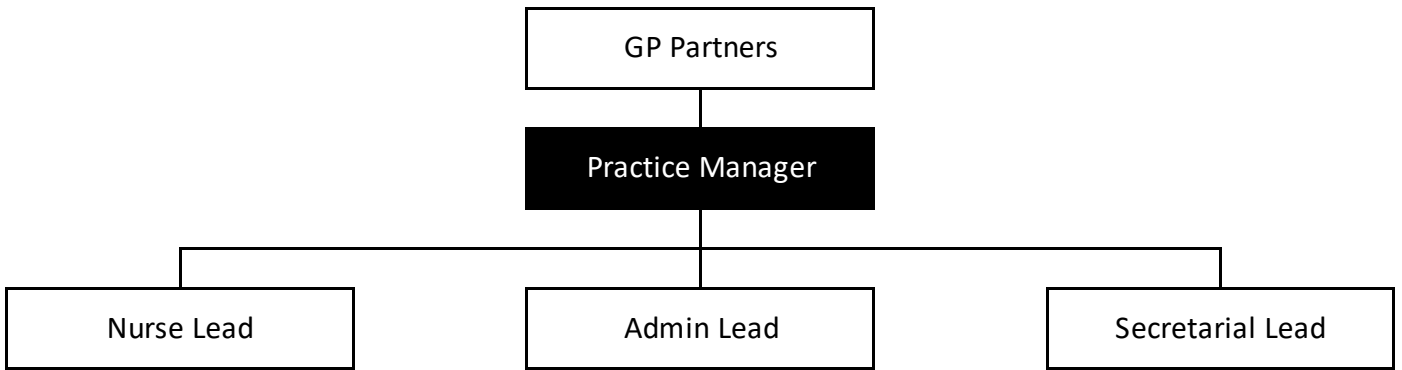 GP Partners
Practice Manager
Nurse Lead
Admin Lead
Secretarial Lead